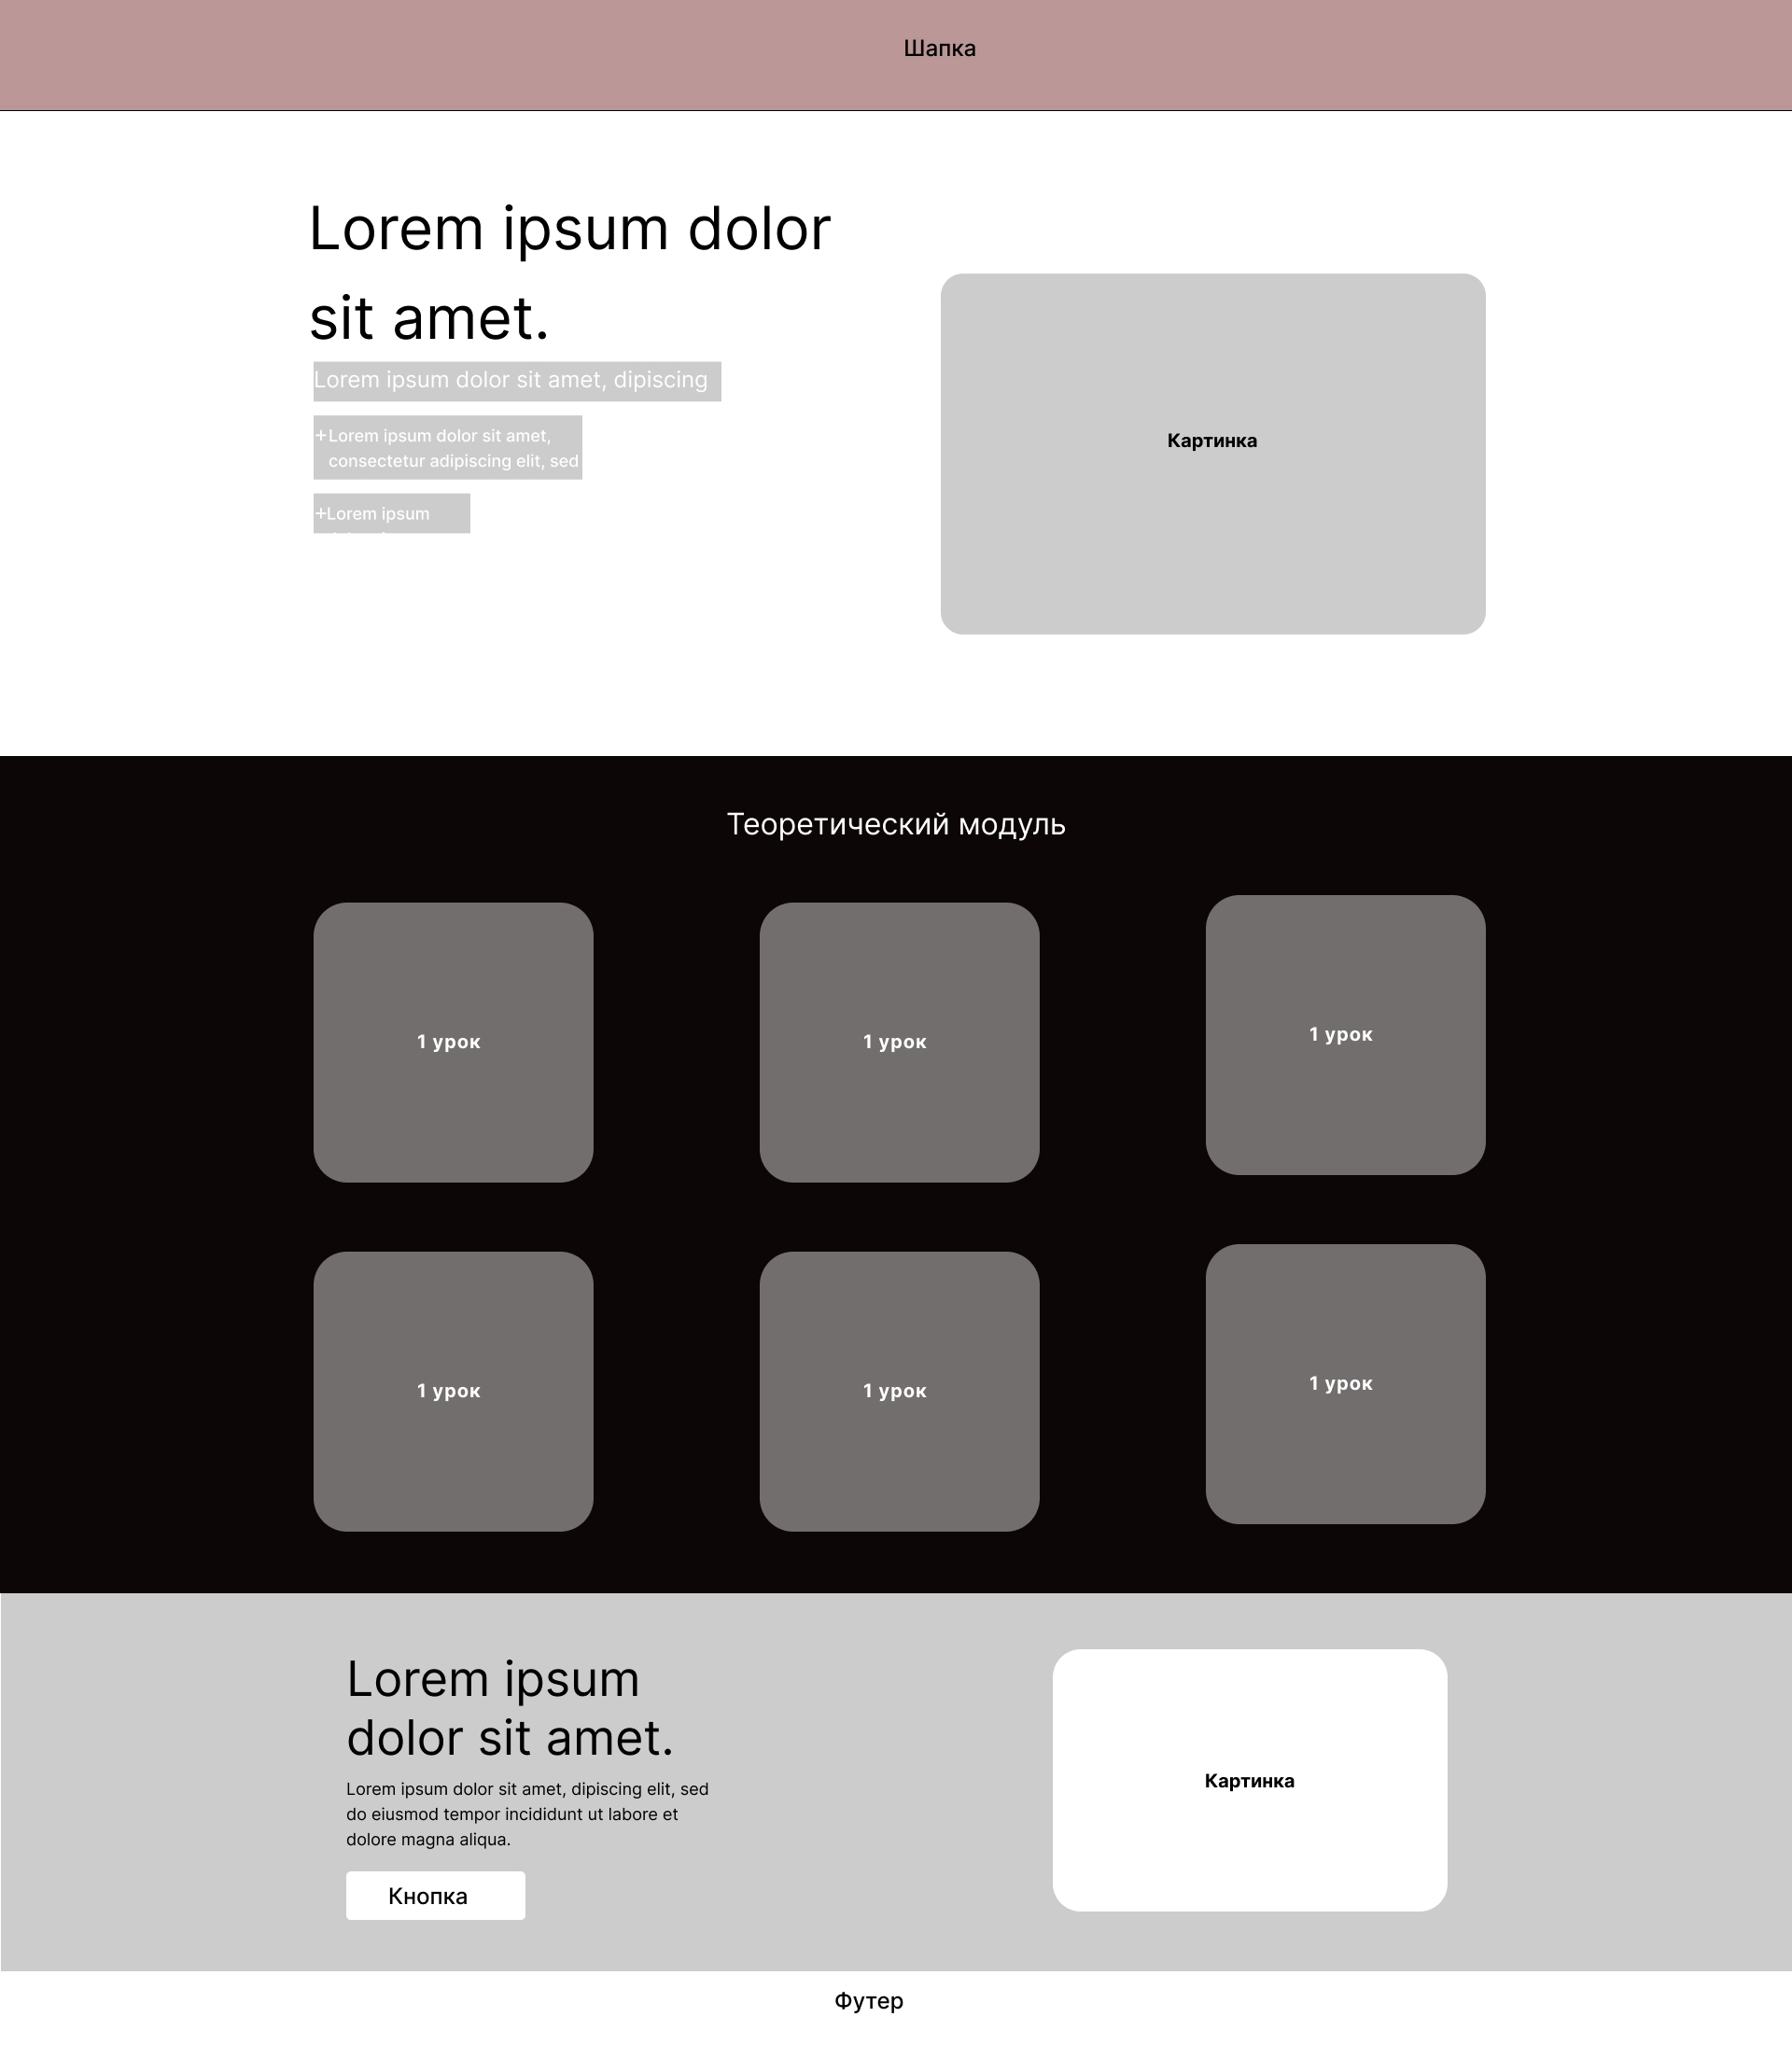 Шапка
Lorem ipsum dolor
sit amet.
Lorem ipsum dolor sit amet, dipiscing
+Lorem ipsum dolor sit amet,
consectetur adipiscing elit, sed
+Lorem ipsum
Картинка
Теоретический модуль
1 урок
1 урок
1 урок
1 урок
1 урок
1 урок
Lorem ipsum
dolor sit amet.
Lorem ipsum dolor sit amet, dipiscing elit, sed
do eiusmod tempor incididunt ut labore et
dolore magna aliqua.
Кнопка
Картинка
Футер